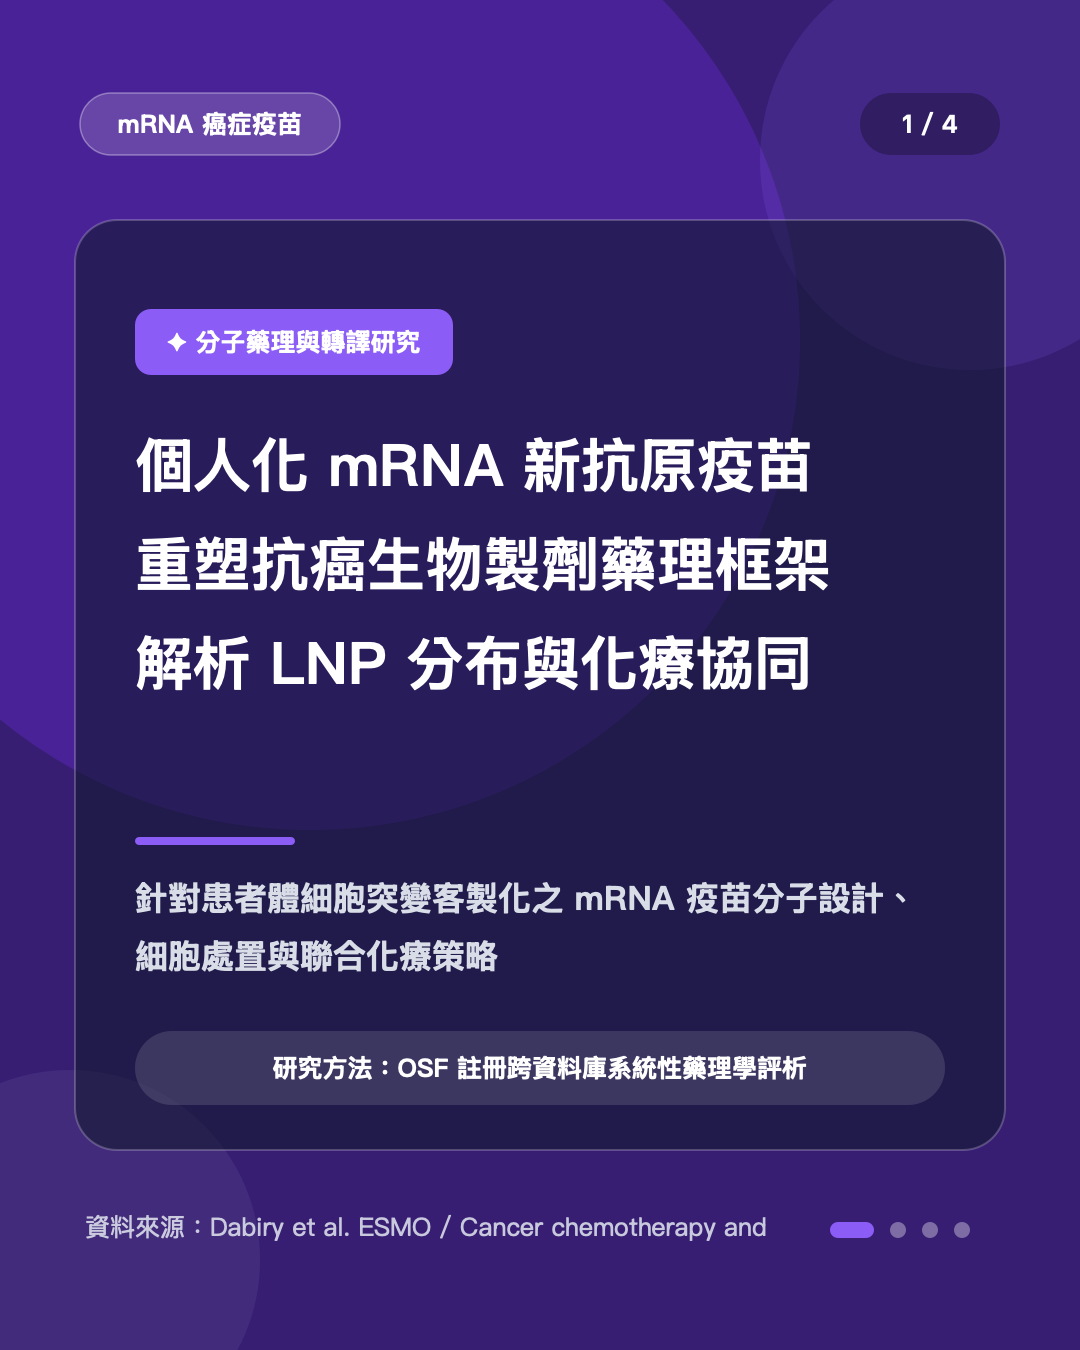 mRNA 癌症疫苗
1 / 4
✦ 分子藥理與轉譯研究
個人化 mRNA 新抗原疫苗
重塑抗癌生物製劑藥理框架
解析 LNP 分布與化療協同
針對患者體細胞突變客製化之 mRNA 疫苗分子設計、
細胞處置與聯合化療策略
研究方法：OSF 註冊跨資料庫系統性藥理學評析
資料來源：Dabiry et al. ESMO / Cancer chemotherapy and